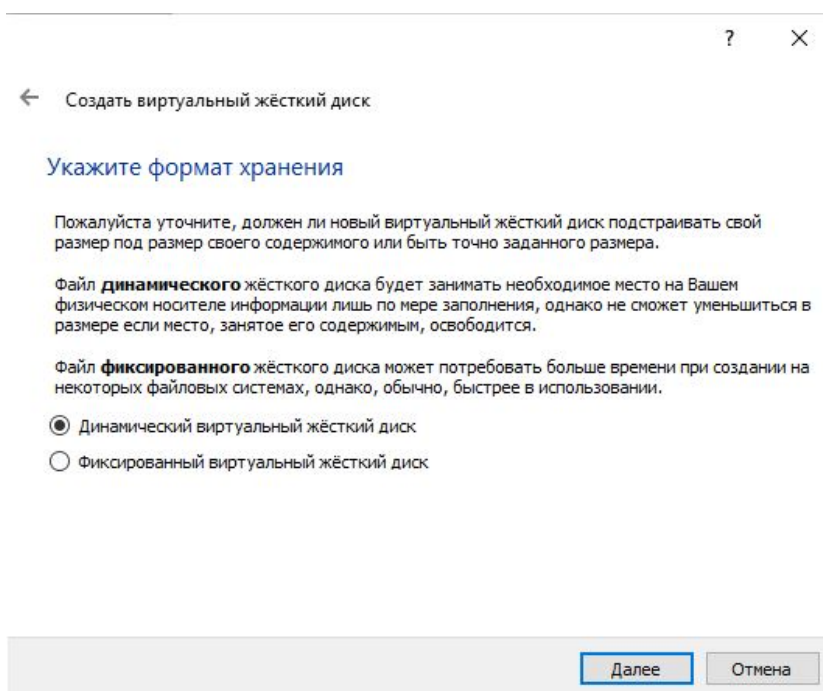 ?
Создать виртуальный жёсткий диск
Укажите формат хранения
Пожалуйста уточните, должен ли новый виртуальный жёсткий диск подстраивать свой
размер под размер своего содержимого или быть точно заданного размера.
Файл динамического жёсткого диска будет занимать необходимое место на Вашем
физическом носителе информации лишь по мере заполнения, однако не сможет уменьшиться в
размере если место, занятое его содержимым, освободится.
Файл фиксированного жёсткого диска может потребовать больше времени при создании на
некоторых файловых системах, однако, обычно, быстрее в использовании.
Динамический виртуальный жёсткий диск
Фиксированный виртуальный жёсткий диск
Далее Отмена